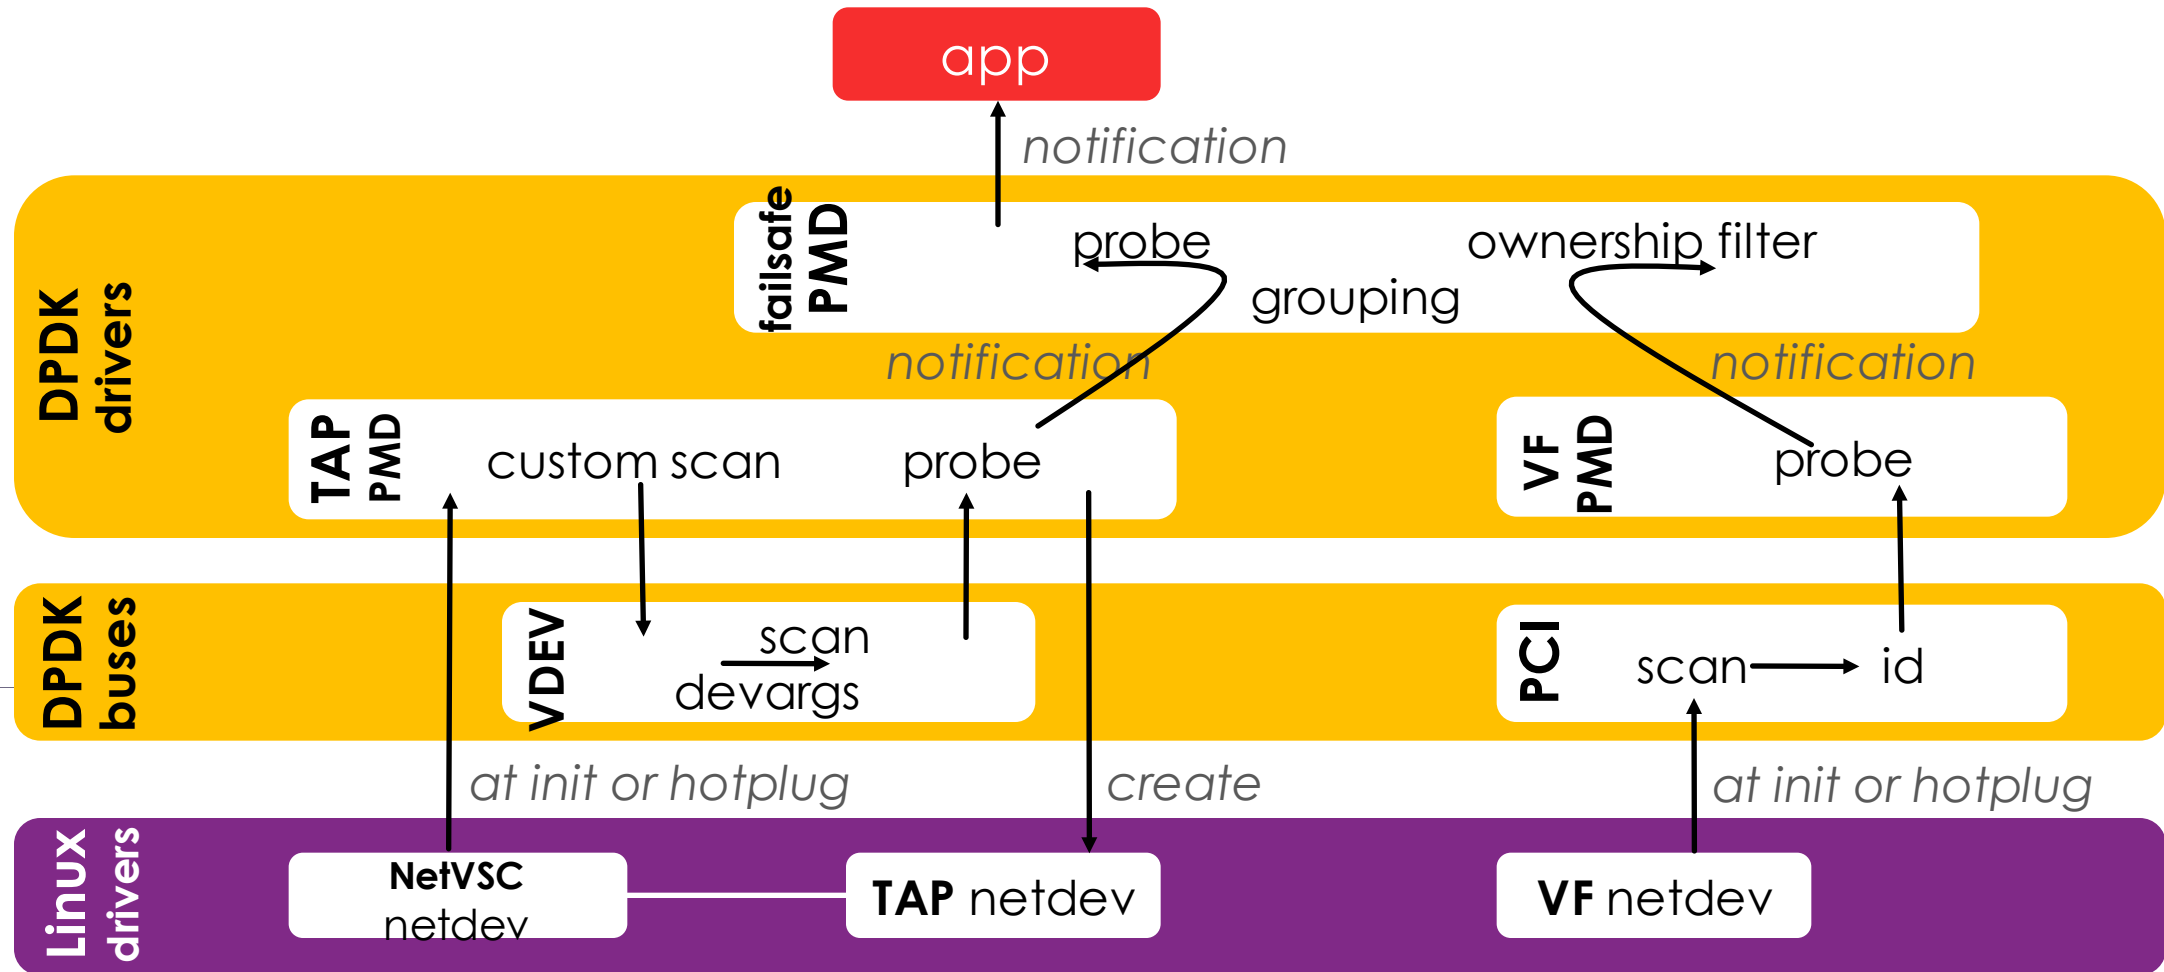 app
notification
DPDK
drivers
failsafe
PMD
probe
ownership filter
grouping
notification
notification
TAP
PMD
custom scan
probe
VF
PMD
probe
DPDK
buses
VDEV
scan
devargs
PCI
scan
id
at init or hotplug
create
at init or hotplug
Linux
drivers
NetVSC
netdev
TAP netdev
VF netdev